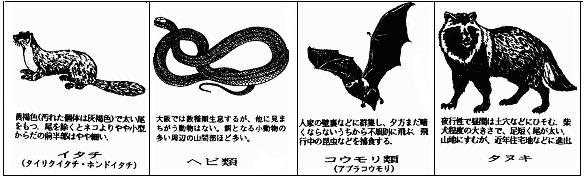 黄褐色(汚れた個体は灰褐色)で太い尾
をもつ。尾を除くとネコよりやや小型
からだの前半部はやや細い。
イタチ
(タイリクイタチ・ホンドイタチ)
大阪では数種類生息するが、他に見ま
ちがう動物はない。餌となる小動物の
多い周辺の山間部ほど多い。
ヘビ類
人家の壁裏などに群集し、夕方まだ暗
くならないうちから不規則に飛ぶ。飛
行中の昆虫などを捕食する。
コウモリ類
(アブラコウモリ)
夜行性で昼間は土穴などにひそむ。柴
犬程度の大きさで、足短く尾が太い。
山地にすむが、近年住宅地などに進出
タヌキ